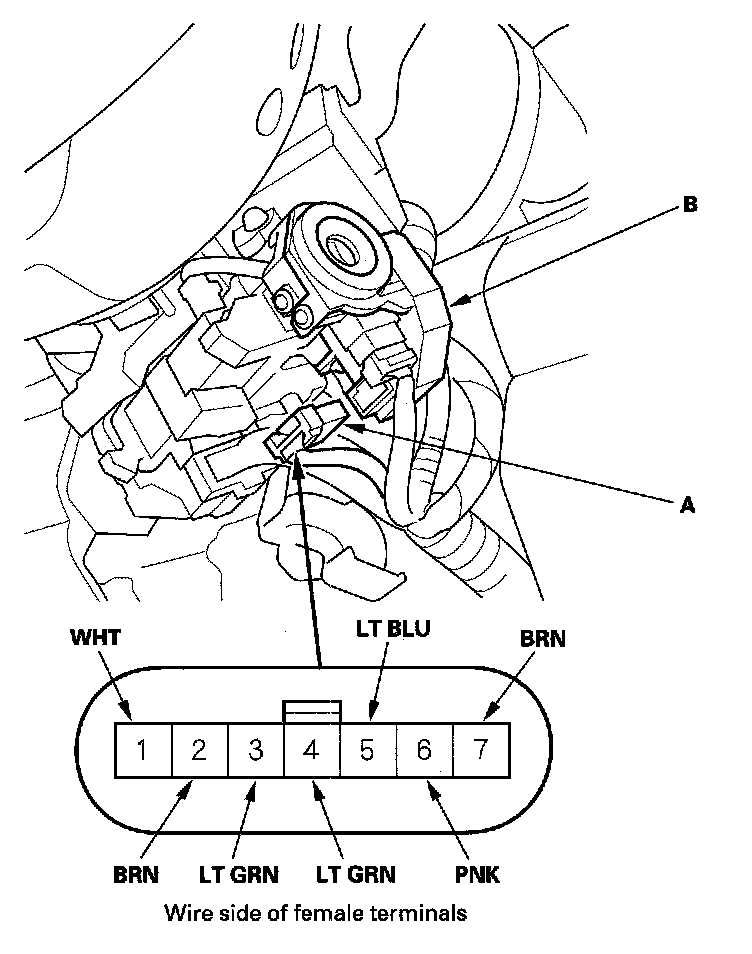 B
A
WHT
LT BLU
BRN
1 2 3 4 5 6 7
BRN
LT GRN
LT GRN
PNK
Wire side of female terminals